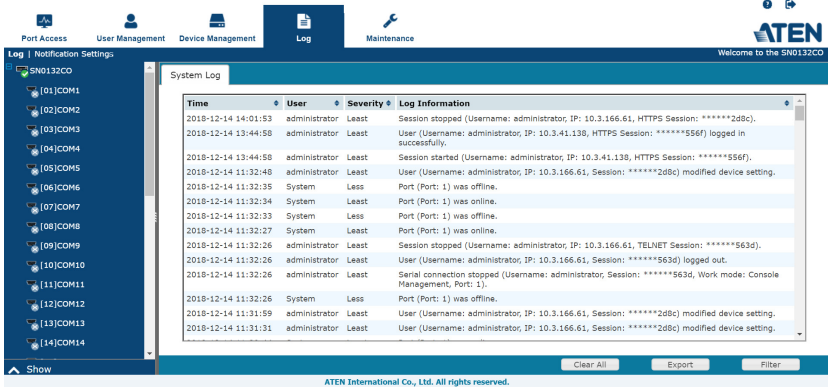 Port Access
User Management
Device Management
Log
Maintenance
ATEN
Log | Notification Settings
Welcome to the SN0132CO
SN0132CO
[01]COM1
[02]COM2
[03]COM3
[04]COM4
[05]COM5
[06]COM6
[07]COM7
[08]COM8
[09]COM9
[10]COM10
[11]COM11
[12]COM12
[13]COM13
[14]COM14
Show
System Log
Time User Severity Log Information
2018-12-14 14:01:53 administrator Least Session stopped (Username: administrator, IP: 10.3.166.61, HTTPS Session: ******2d8c).
2018-12-14 13:44:58 administrator Least User (Username: administrator, IP: 10.3.41.138, HTTPS Session: ******556f) logged in
successfully.
2018-12-14 13:44:58 administrator Least Session started (Username: administrator, IP: 10.3.41.138, HTTPS Session: ******556f).
2018-12-14 11:32:48 administrator Least User (Username: administrator, IP: 10.3.166.61, Session: ******2d8c) modified device setting.
2018-12-14 11:32:35 System Less Port (Port: 1) was offline.
2018-12-14 11:32:34 System Least Port (Port: 1) was online.
2018-12-14 11:32:33 System Less Port (Port: 1) was offline.
2018-12-14 11:32:27 System Least Port (Port: 1) was online.
2018-12-14 11:32:26 administrator Least Session stopped (Username: administrator, IP: 10.3.166.61, TELNET Session: ******563d).
2018-12-14 11:32:26 administrator Least User (Username: administrator, IP: 10.3.166.61, Session: ******563d) logged out.
2018-12-14 11:32:26 administrator Least Serial connection stopped (Username: administrator, Session: ******563d, Work mode: Console
Management, Port: 1).
2018-12-14 11:32:26 System Less Port (Port: 1) was offline.
2018-12-14 11:31:59 administrator Least User (Username: administrator, IP: 10.3.166.61, Session: ******2d8c) modified device setting.
2018-12-14 11:31:31 administrator Least User (Username: administrator, IP: 10.3.166.61, Session: ******2d8c) modified device setting.
Clear All
Export
Filter
ATEN International Co., Ltd. All rights reserved.